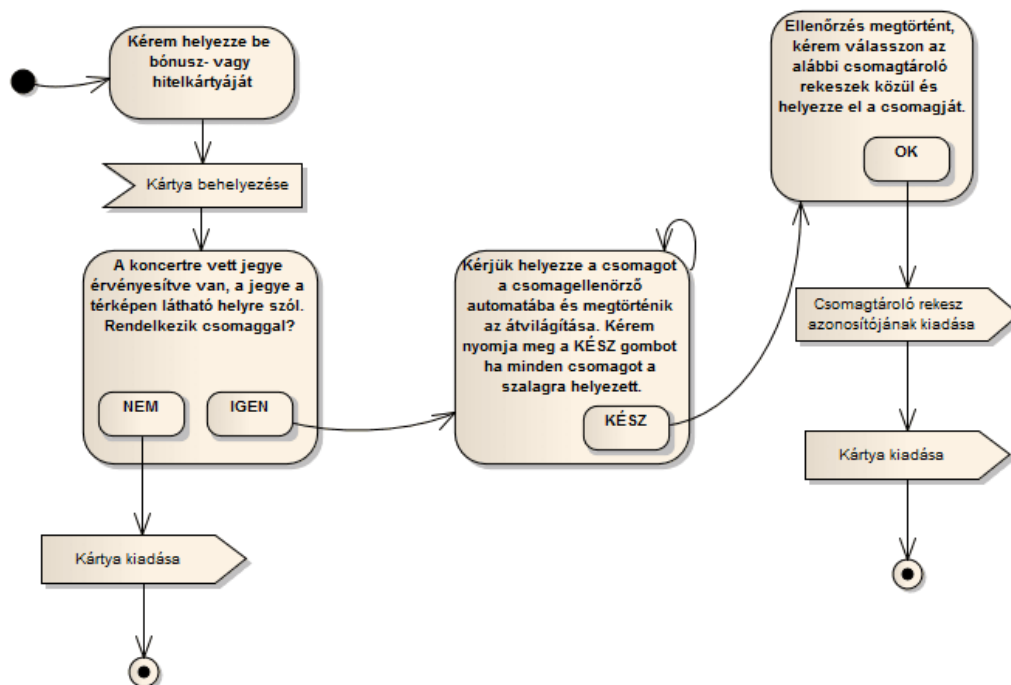 Kérem helyezze be
bónusz- vagy
hitelkártyáját
Kártya behelyezése
A koncertre vett jegye
érvényesítve van, a jegye a
térképen látható helyre szól.
Rendelkezik csomaggal?
NEM
IGEN
Kártya kiadása
Kérjük helyezze a csomagot
a csomagellenörző
automatába és megtörténik
az átvilágítása. Kérem
nyomja meg a KÉSZ gombot
ha minden csomagot a
szalagra helyezett.
KÉSZ
Ellenőrzés megtörtént,
kérem válasszon az
alábbi csomagtároló
rekeszek közül és
helyezze el a csomagját.
OK
Csomagtároló rekesz
azonosítójának kiadása
Kártya kiadása